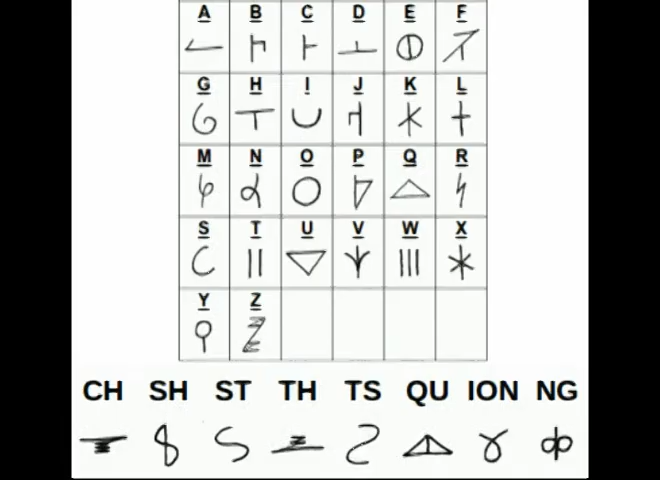 A B C D E F
G H I J K L
M N O P Q R
S T U V W X
Y Z
CH SH ST TH TS QU ION NG